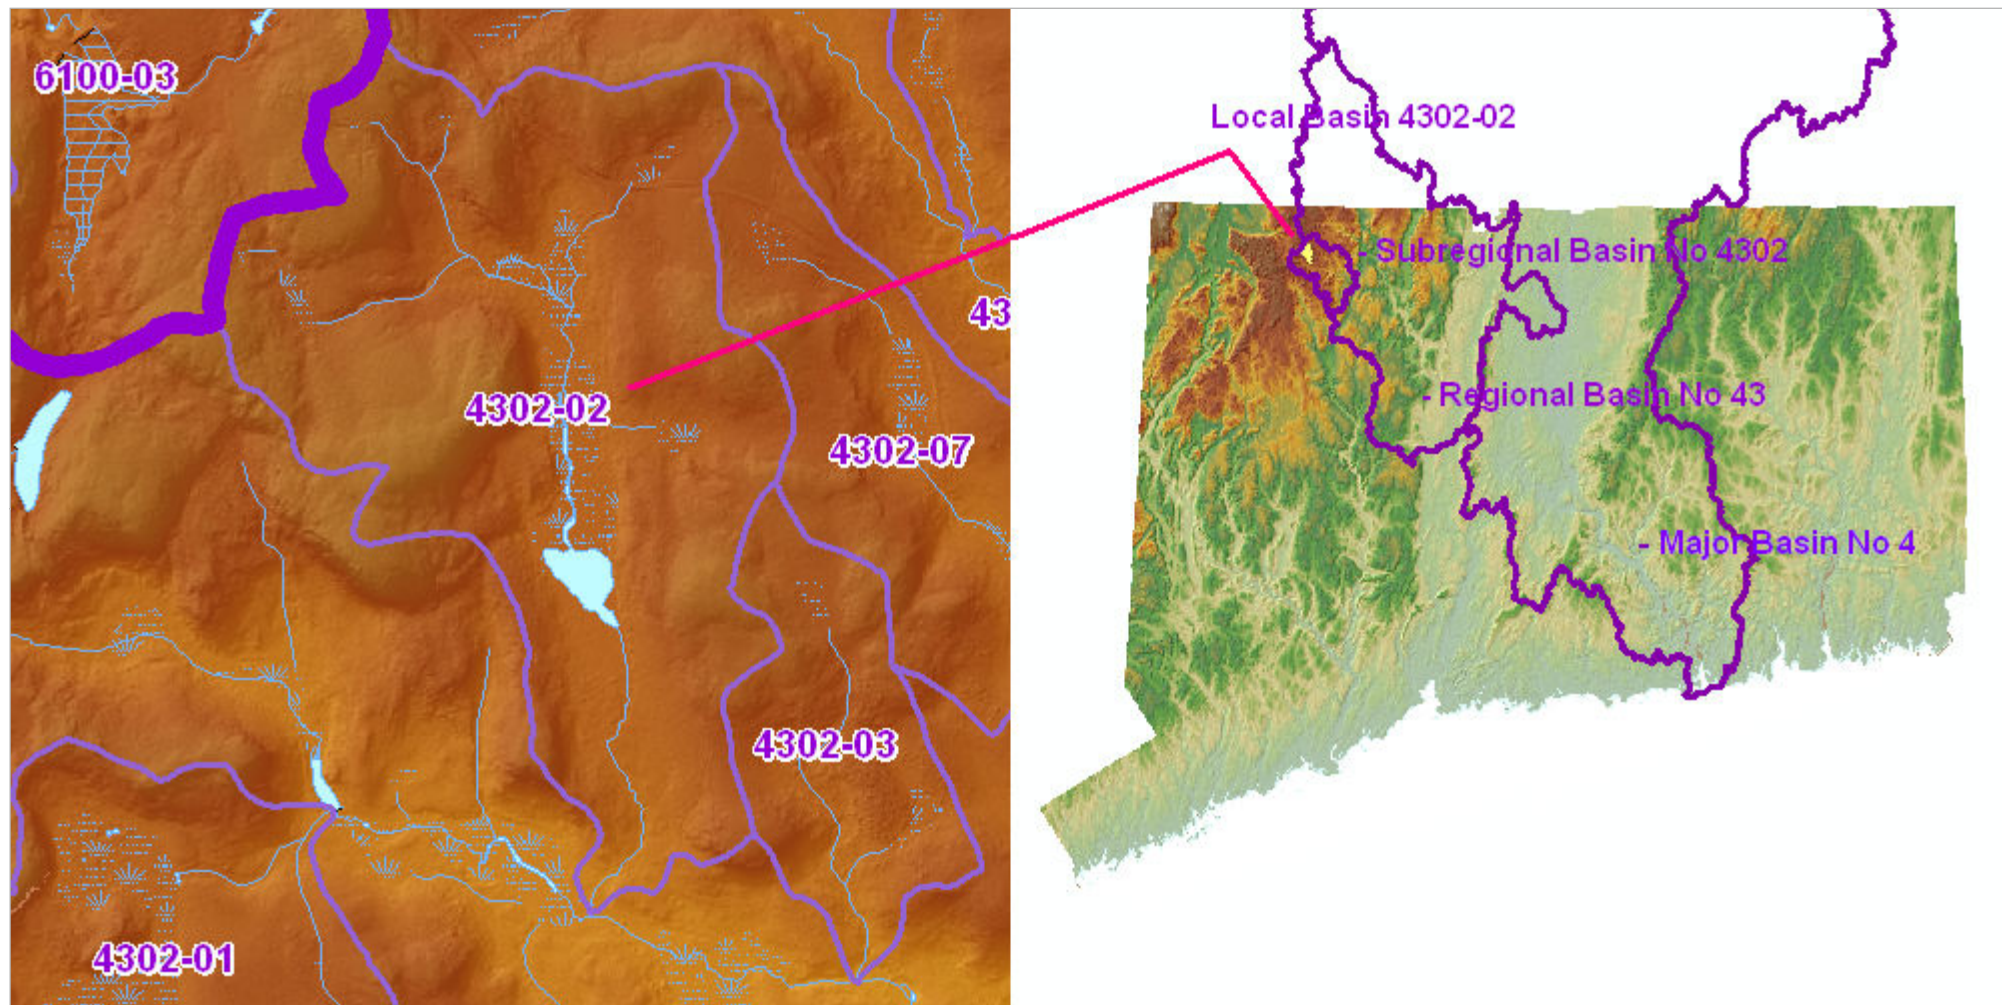 6100-03
4302-02
43
4302-07
4302-03
4302-01
Local Basin 4302-02
- Subregional Basin No 4302
- Regional Basin No 43
- Major Basin No 4